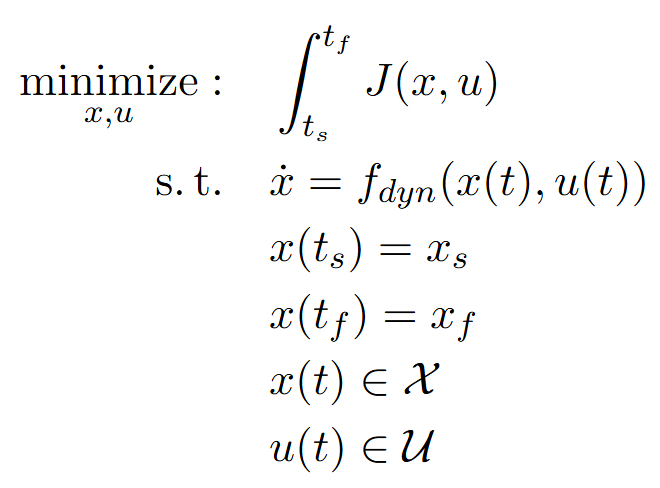 minimize : ∫_{t_s}^{t_f} J(x, u)
x,u
s. t. ẋ = f_{dyn}(x(t), u(t))
x(t_s) = x_s
x(t_f) = x_f
x(t) ∈ 𝒳
u(t) ∈ 𝒰